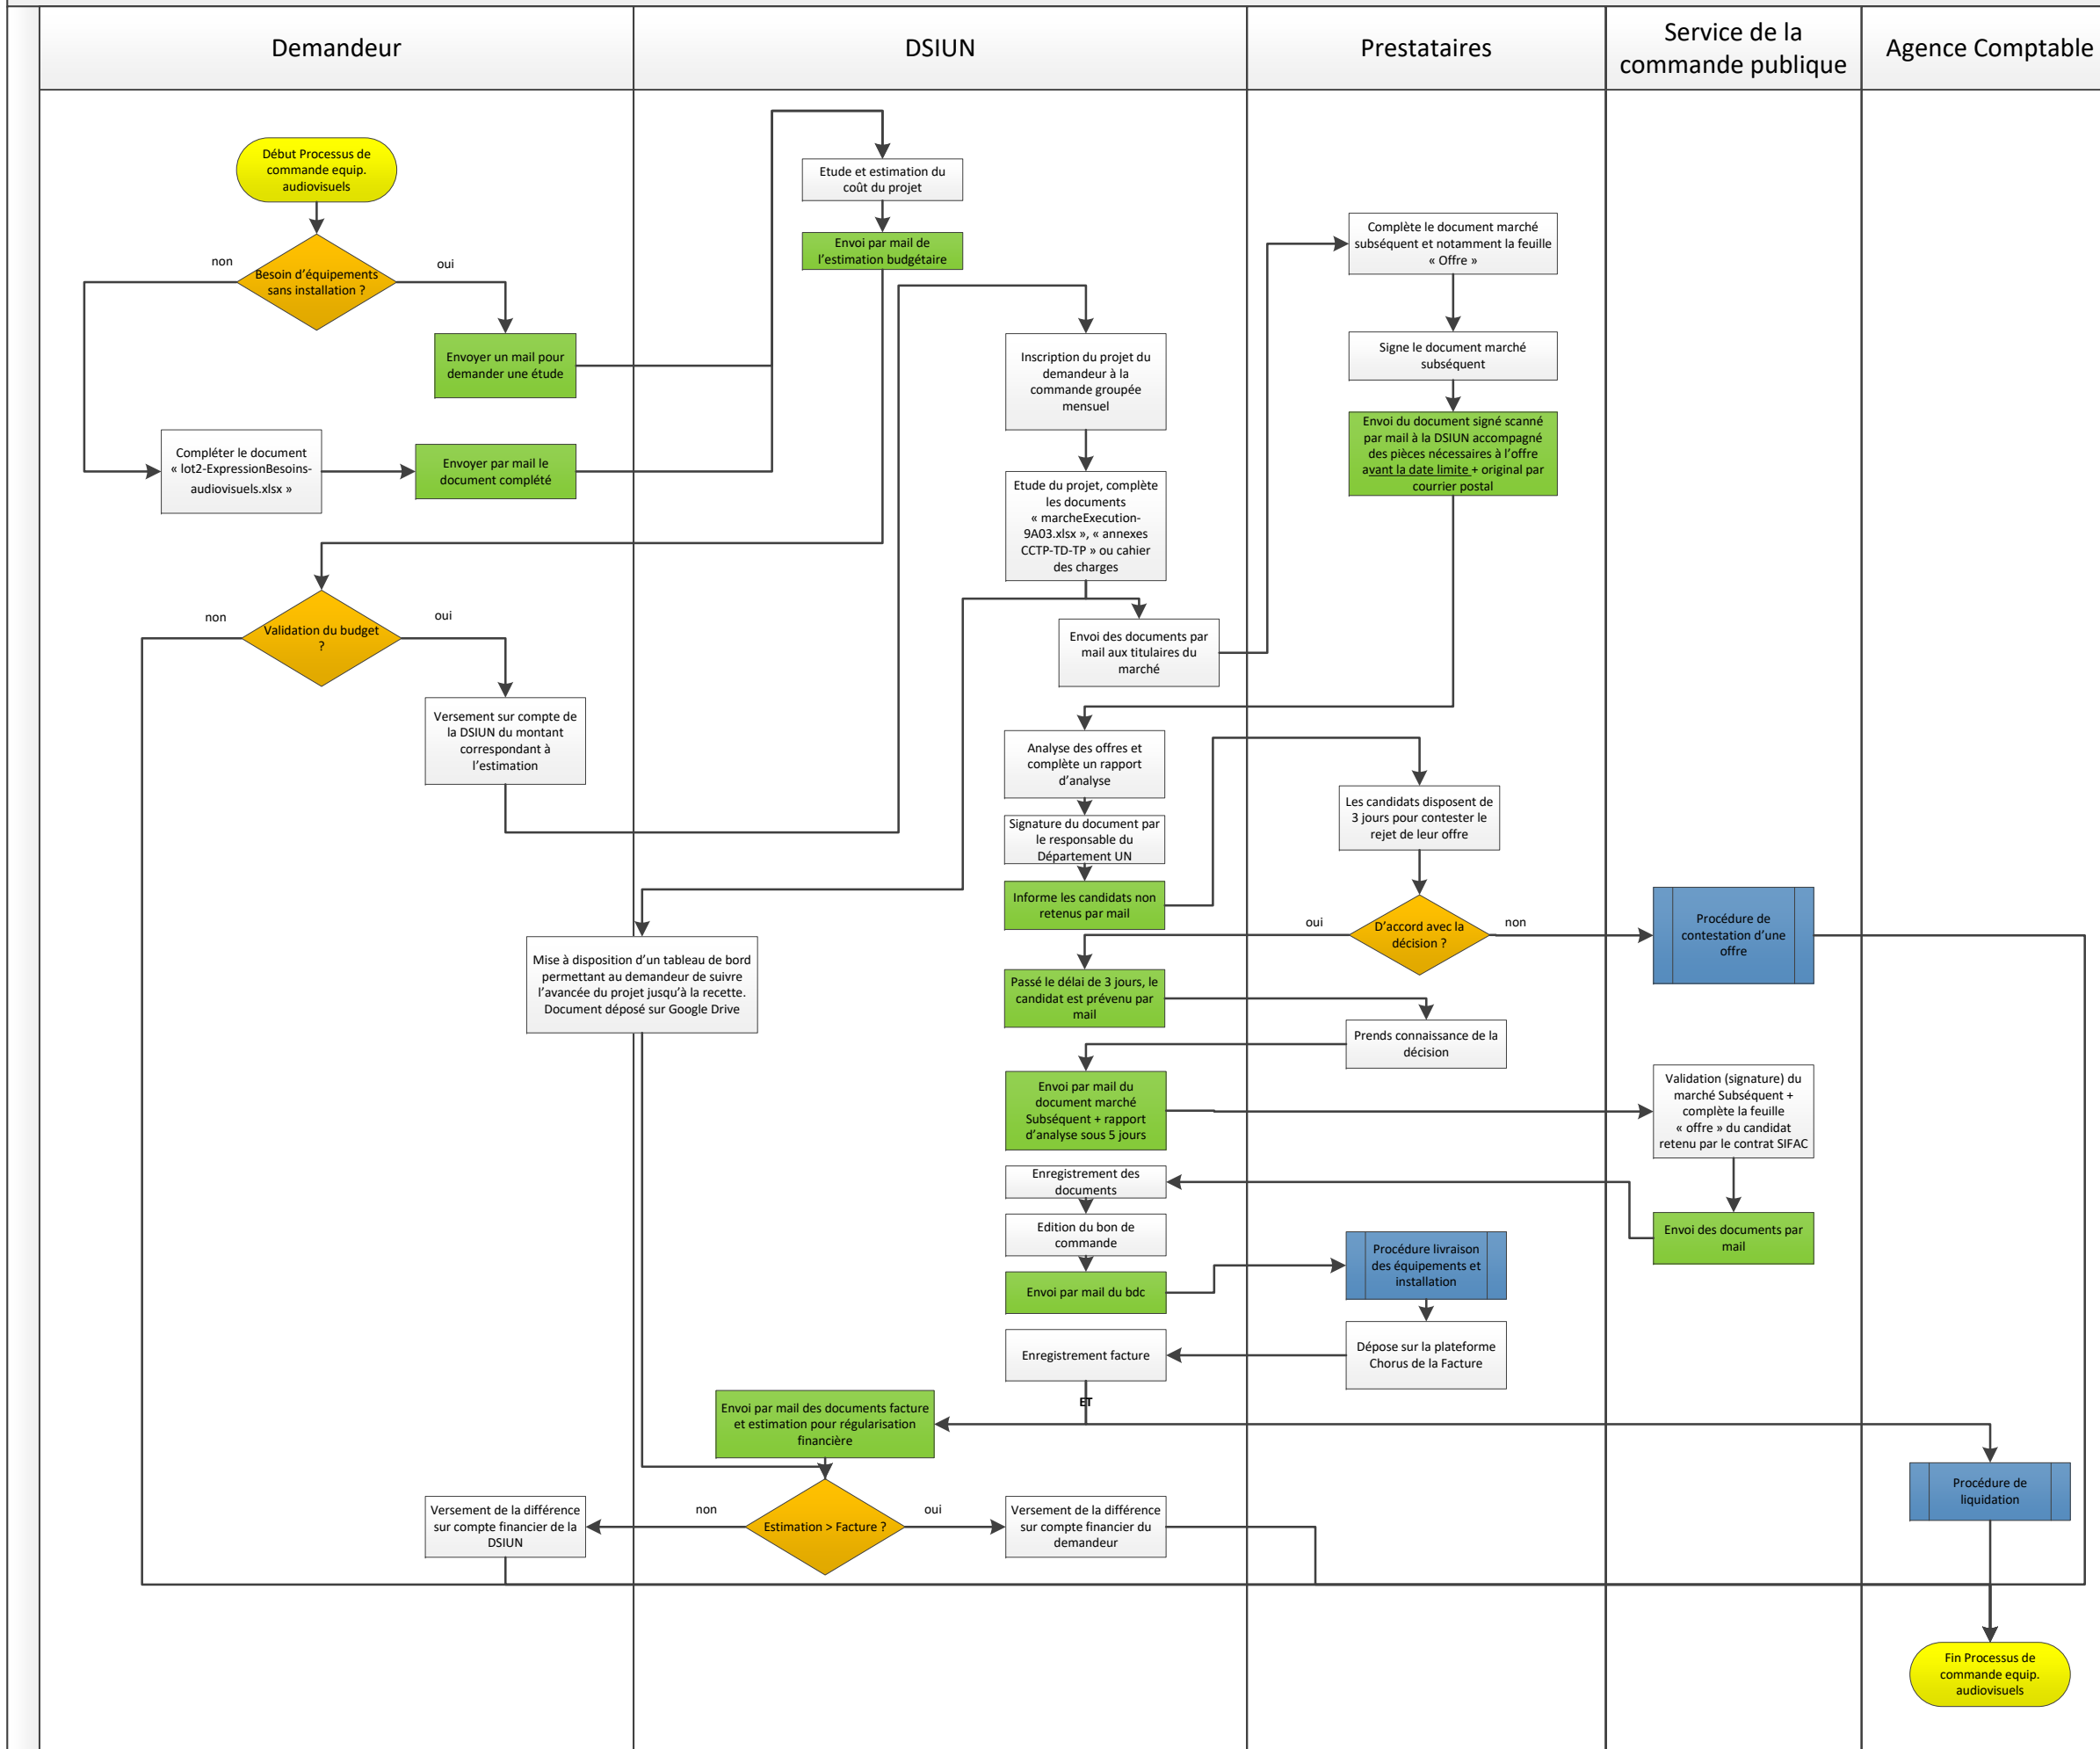 Demandeur
DSIUN
Prestataires
Service de la
commande publique
Agence Comptable
Début Processus de
commande equip.
audiovisuels
non
Besoin d’équipements
sans installation ?
oui
Envoyer un mail pour
demander une étude
Compléter le document
« lot2-ExpressionBesoins-
audiovisuels.xlsx »
Envoyer par mail le
document complété
Etude et estimation du
coût du projet
Envoi par mail de
l’estimation budgétaire
non
Validation du budget
?
oui
Versement sur compte de
la DSIUN du montant
correspondant à
l’estimation
Inscription du projet du
demandeur à la
commande groupée
mensuel
Etude du projet, complète
les documents
« marcheExecution-
9A03.xlsx », « annexes
CCTP-TD-TP » ou cahier
des charges
Envoi des documents par
mail aux titulaires du
marché
Mise à disposition d’un tableau de bord
permettant au demandeur de suivre
l’avancée du projet jusqu’à la recette.
Document déposé sur Google Drive
Complète le document marché
subséquent et notamment la feuille
« Offre »
Signe le document marché
subséquent
Envoi du document signé scanné
par mail à la DSIUN accompagné
des pièces nécessaires à l’offre
avant la date limite + original par
courrier postal
Analyse des offres et
complète un rapport
d’analyse
Signature du document par
le responsable du
Département UN
Informe les candidats non
retenus par mail
Les candidats disposent de
3 jours pour contester le
rejet de leur offre
oui
D’accord avec la
décision ?
non
Procédure de
contestation d’une
offre
Passé le délai de 3 jours, le
candidat est prévenu par
mail
Prends connaissance de la
décision
Envoi par mail du
document marché
Subséquent + rapport
d’analyse sous 5 jours
Validation (signature) du
marché Subséquent +
complète la feuille
« offre » du candidat
retenu par le contrat SIFAC
Envoi des documents par
mail
Enregistrement des
documents
Edition du bon de
commande
Envoi par mail du bdc
Procédure livraison
des équipements et
installation
Dépose sur la plateforme
Chorus de la Facture
Enregistrement facture
ET
Envoi par mail des documents facture
et estimation pour régularisation
financière
Procédure de
liquidation
Versement de la différence
sur compte financier de la
DSIUN
non
Estimation > Facture ?
oui
Versement de la différence
sur compte financier du
demandeur
Fin Processus de
commande equip.
audiovisuels